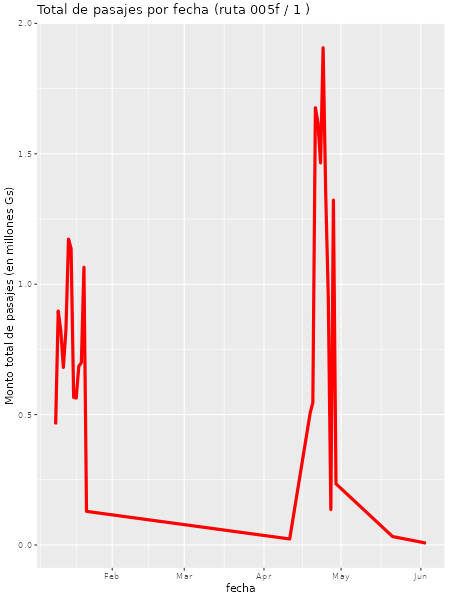 Total de pasajes por fecha (ruta 005f / 1 )
Monto total de pasajes (en millones Gs)
2.0
1.5
1.0
0.5
0.0
Feb Mar Apr May Jun
fecha